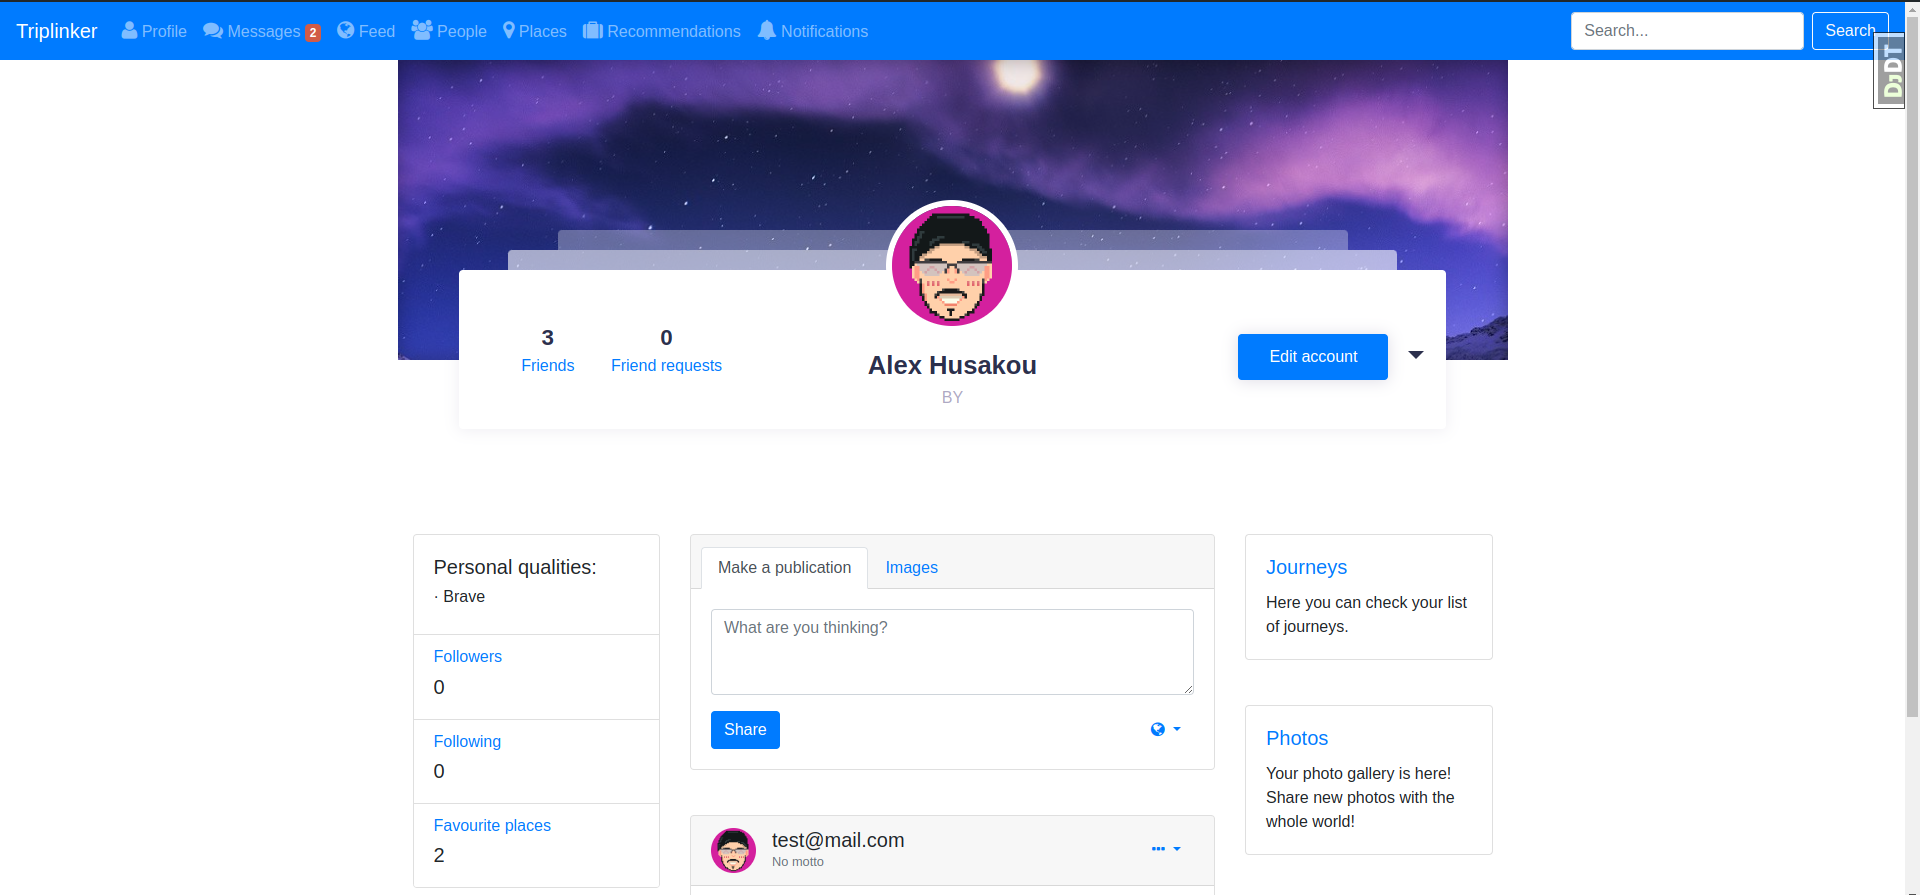 Triplinker Profile Messages 2 Feed People Places Recommendations Notifications Search... Search
DjDT
3 0
Friends Friend requests
Alex Husakou
BY
Edit account
Personal qualities:
· Brave
Followers
0
Following
0
Favourite places
2
Make a publication Images
What are you thinking?
Share
test@mail.com
No motto
Journeys
Here you can check your list
of journeys.
Photos
Your photo gallery is here!
Share new photos with the
whole world!